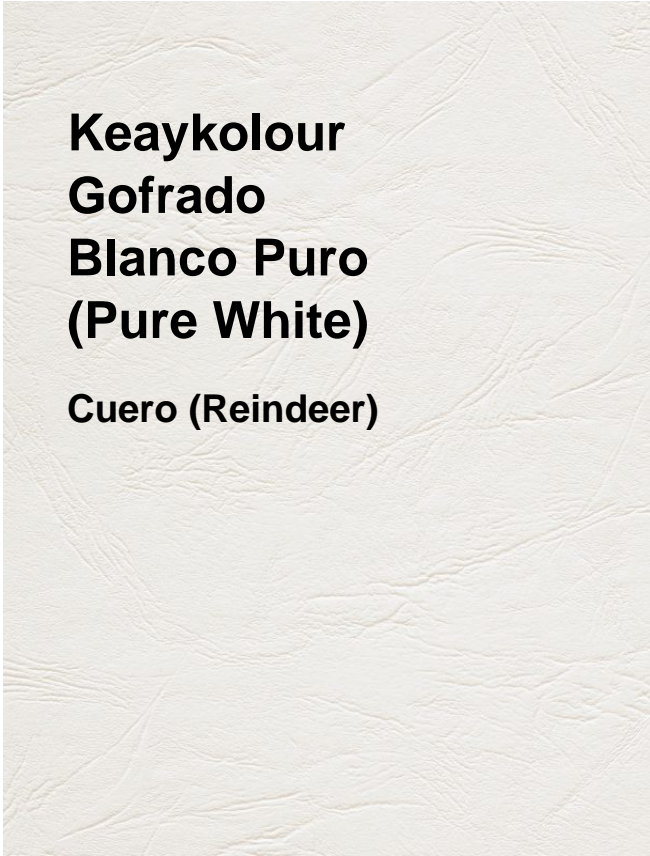 Keaykolour
Gofrado
Blanco Puro
(Pure White)
Cuero (Reindeer)